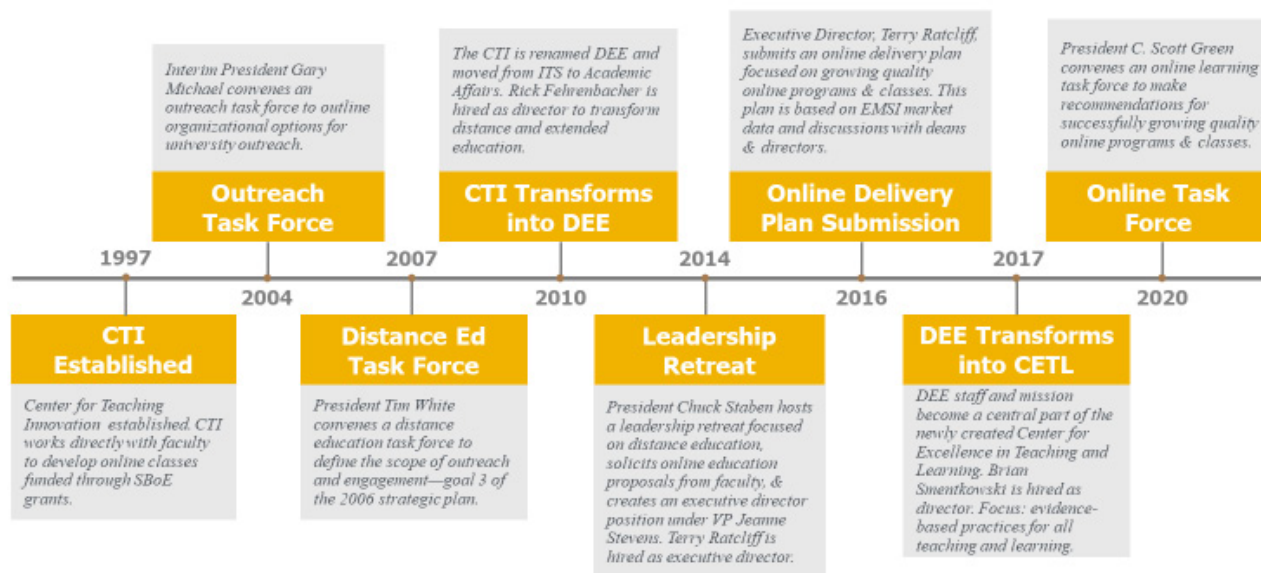 Interim President Gary
Michael convenes an
outreach task force to outline
organizational options for
university outreach.
Outreach
Task Force
The CTI is renamed DEE and
moved from ITS to Academic
Affairs. Rick Fehrenbacher is
hired as director to transform
distance and extended
education.
CTI Transforms
into DEE
Executive Director, Terry Ratcliff,
submits an online delivery plan
focused on growing quality
online programs & classes. This
plan is based on EMSI market
data and discussions with deans
& directors.
Online Delivery
Plan Submission
President C. Scott Green
convenes an online learning
task force to make
recommendations for
successfully growing quality
online programs & classes.
Online Task
Force
1997
2007
2014
2017
2004
2010
2016
2020
CTI
Established
Center for Teaching
Innovation established. CTI
works directly with faculty
to develop online classes
funded through SBoE
grants.
Distance Ed
Task Force
President Tim White
convenes a distance
education task force to
define the scope of outreach
and engagement—goal 3 of
the 2006 strategic plan.
Leadership
Retreat
President Chuck Staben hosts
a leadership retreat focused
on distance education,
solicits online education
proposals from faculty, &
creates an executive director
position under VP Jeanne
Stevens. Terry Ratcliff is
hired as executive director.
DEE Transforms
into CETL
DEE staff and mission
become a central part of the
newly created Center for
Excellence in Teaching and
Learning. Brian
Smentkowski is hired as
director. Focus: evidence-
based practices for all
teaching and learning.